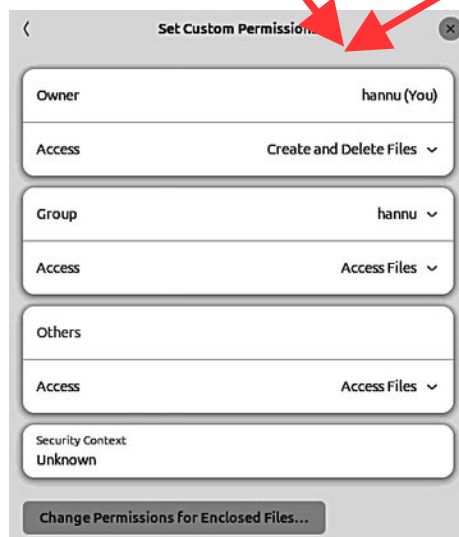 Set Custom Permission
Owner hannu (You)
Access Create and Delete Files
Group hannu
Access Access Files
Others
Access Access Files
Security Context
Unknown
Change Permissions for Enclosed Files...